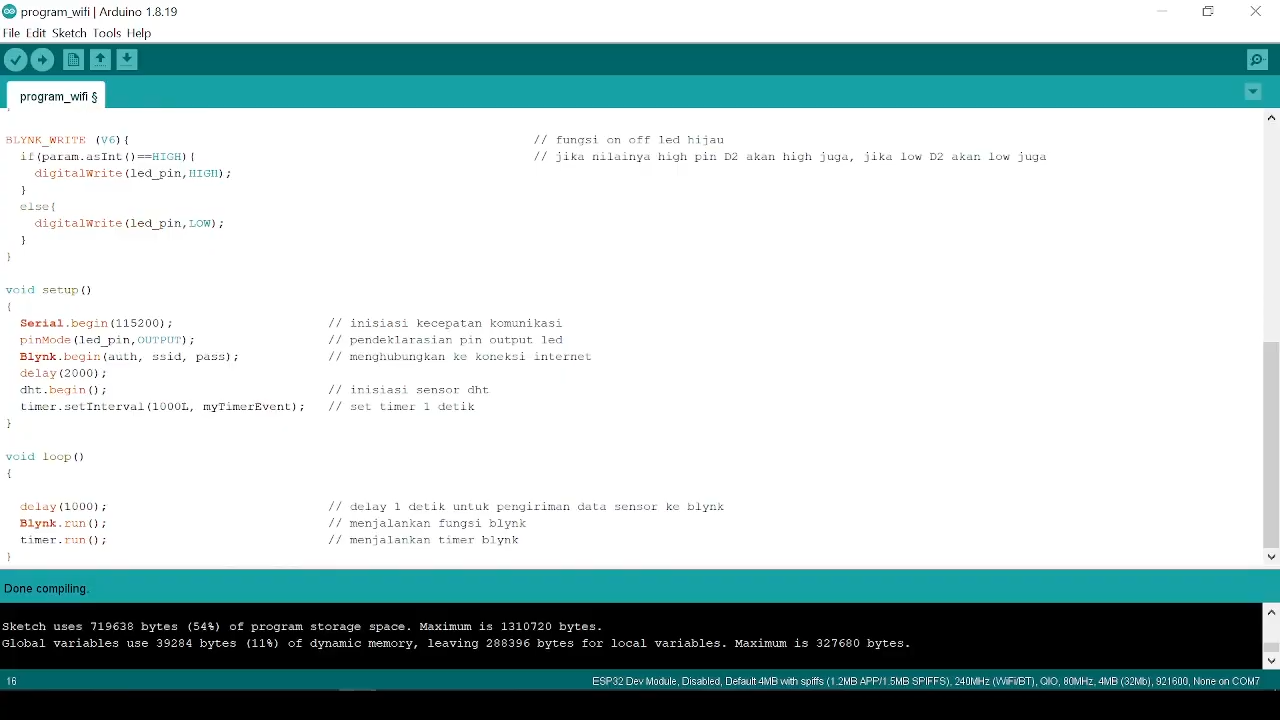 program_wifi | Arduino 1.8.19
File Edit Sketch Tools Help
program_wifi §
BLYNK_WRITE (V6){ // fungsi on off led hijau
if(param.asInt()==HIGH){ // jika nilainya high pin D2 akan high juga, jika low D2 akan low juga
digitalWrite(led_pin,HIGH);
}
else{
digitalWrite(led_pin,LOW);
}
}
void setup()
{
Serial.begin(115200); // inisiasi kecepatan komunikasi
pinMode(led_pin,OUTPUT); // pendeklarasian pin output led
Blynk.begin(auth, ssid, pass); // menghubungkan ke koneksi internet
delay(2000);
dht.begin(); // inisiasi sensor dht
timer.setInterval(1000L, myTimerEvent); // set timer 1 detik
}
void loop()
{
delay(1000); // delay 1 detik untuk pengiriman data sensor ke blynk
Blynk.run(); // menjalankan fungsi blynk
timer.run(); // menjalankan timer blynk
}
Done compiling.
Sketch uses 719638 bytes (54%) of program storage space. Maximum is 1310720 bytes.
Global variables use 39284 bytes (11%) of dynamic memory, leaving 288396 bytes for local variables. Maximum is 327680 bytes.
16 ESP32 Dev Module, Disabled, Default 4MB with spiffs (1.2MB APP/1.5MB SPIFFS), 240MHz (WiFi/BT), QIO, 80MHz, 4MB (32Mb), 921600, None on COM7